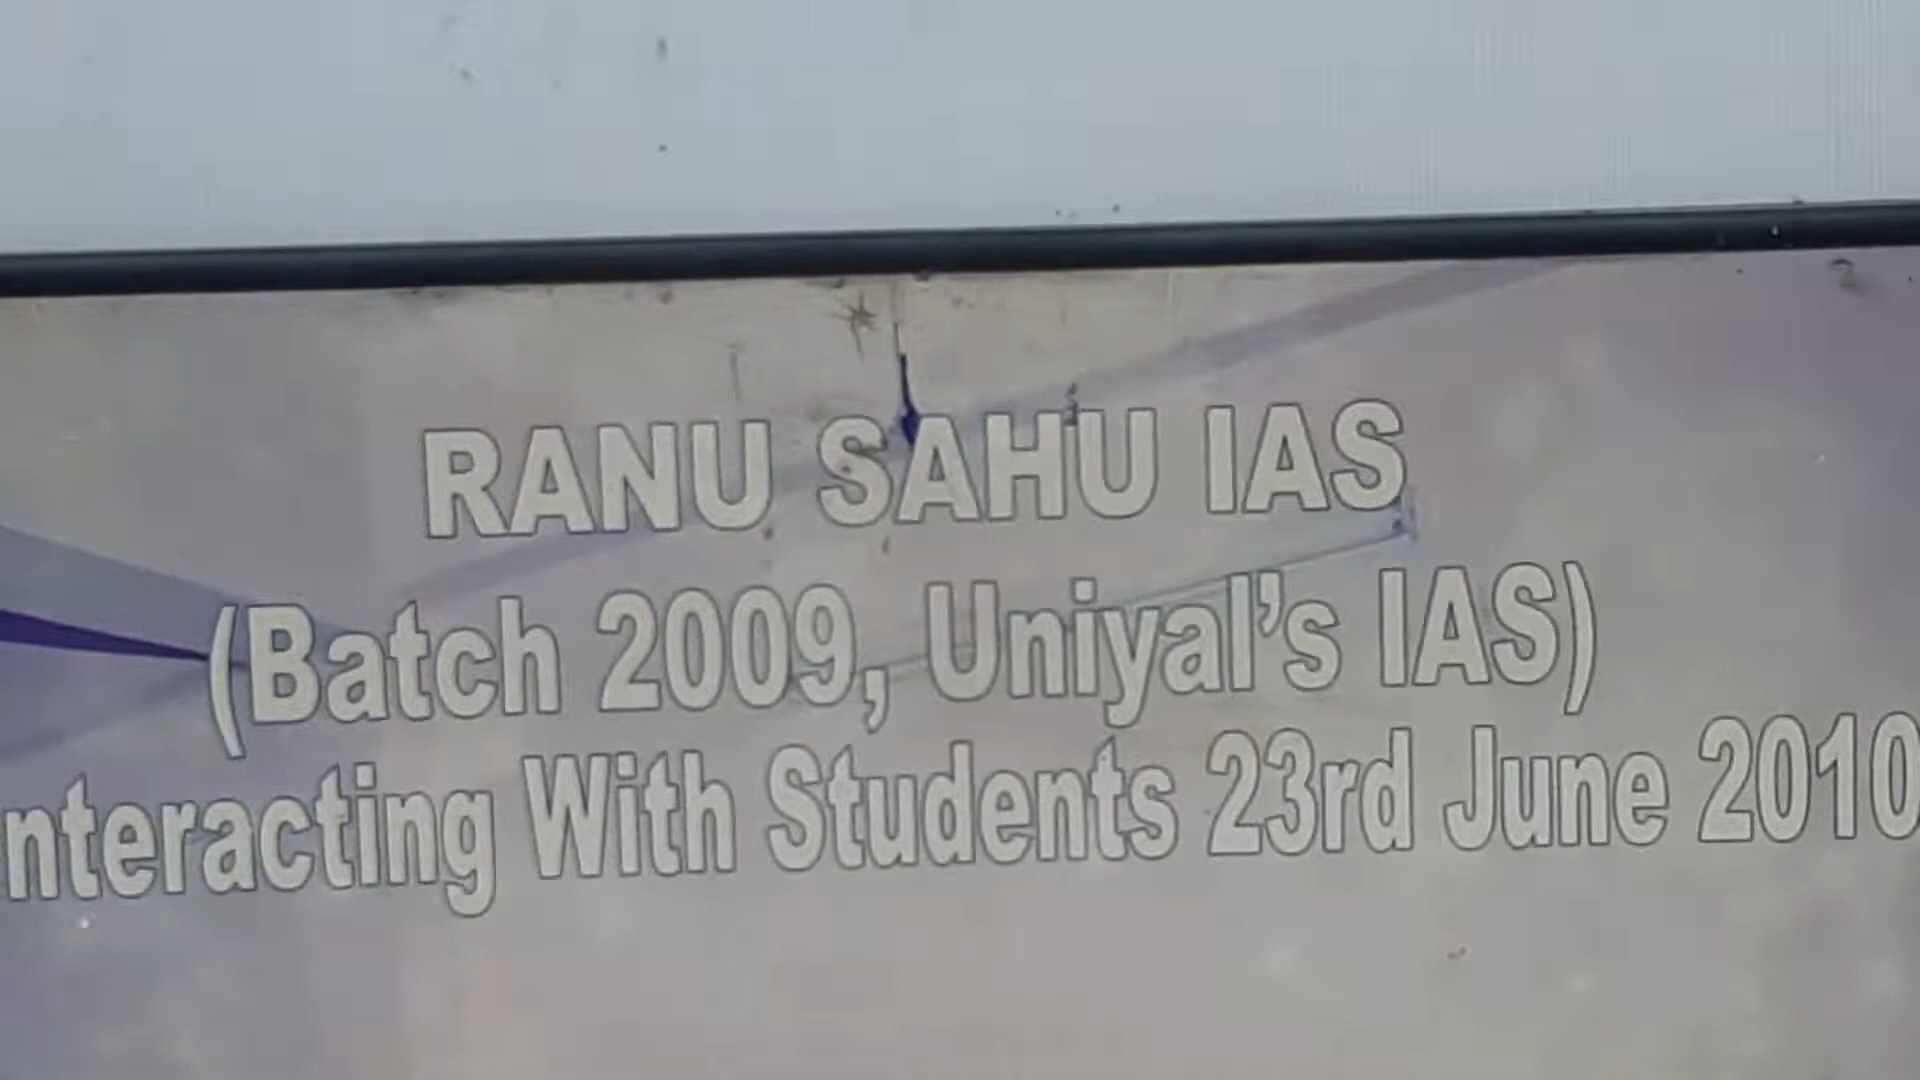 RANU SAHU IAS
(Batch 2009, Uniyal's IAS)
nteracting With Students 23rd June 2010